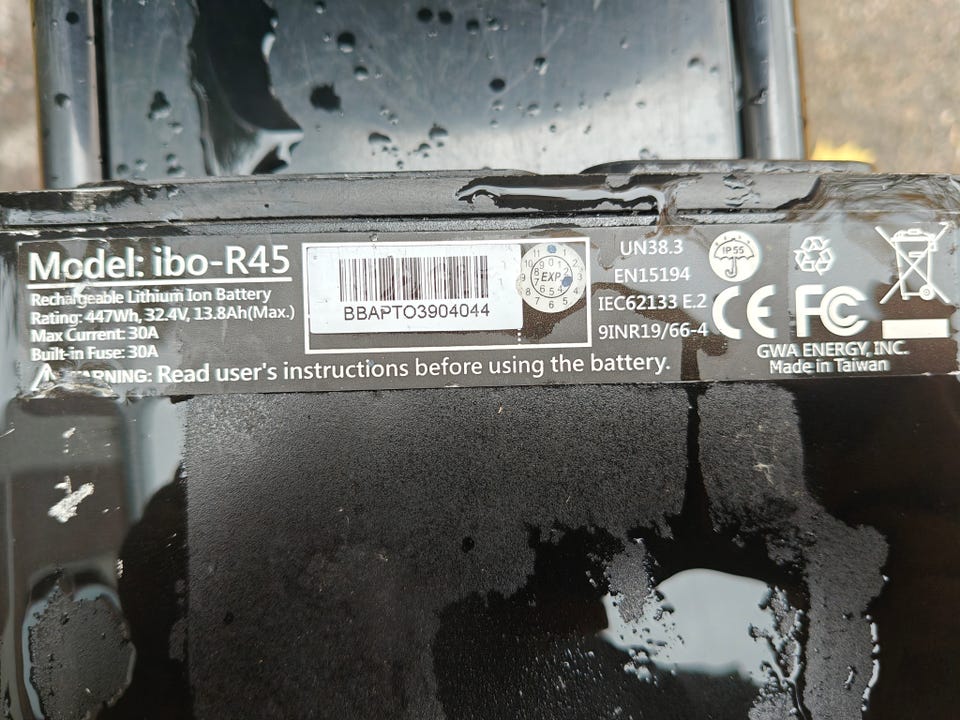 Model: ibo-R45
Rechargeable Lithium Ion Battery
Rating: 447Wh, 32.4V, 13.8Ah(Max.)
Max Current: 30A
Built-in Fuse: 30A
WARNING: Read user's instructions before using the battery.
BBAPTO3904044
EXP
UN38.3
EN15194
IEC62133 E.2
9INR19/66-4
IP55
CE FC
GWA ENERGY, INC.
Made in Taiwan